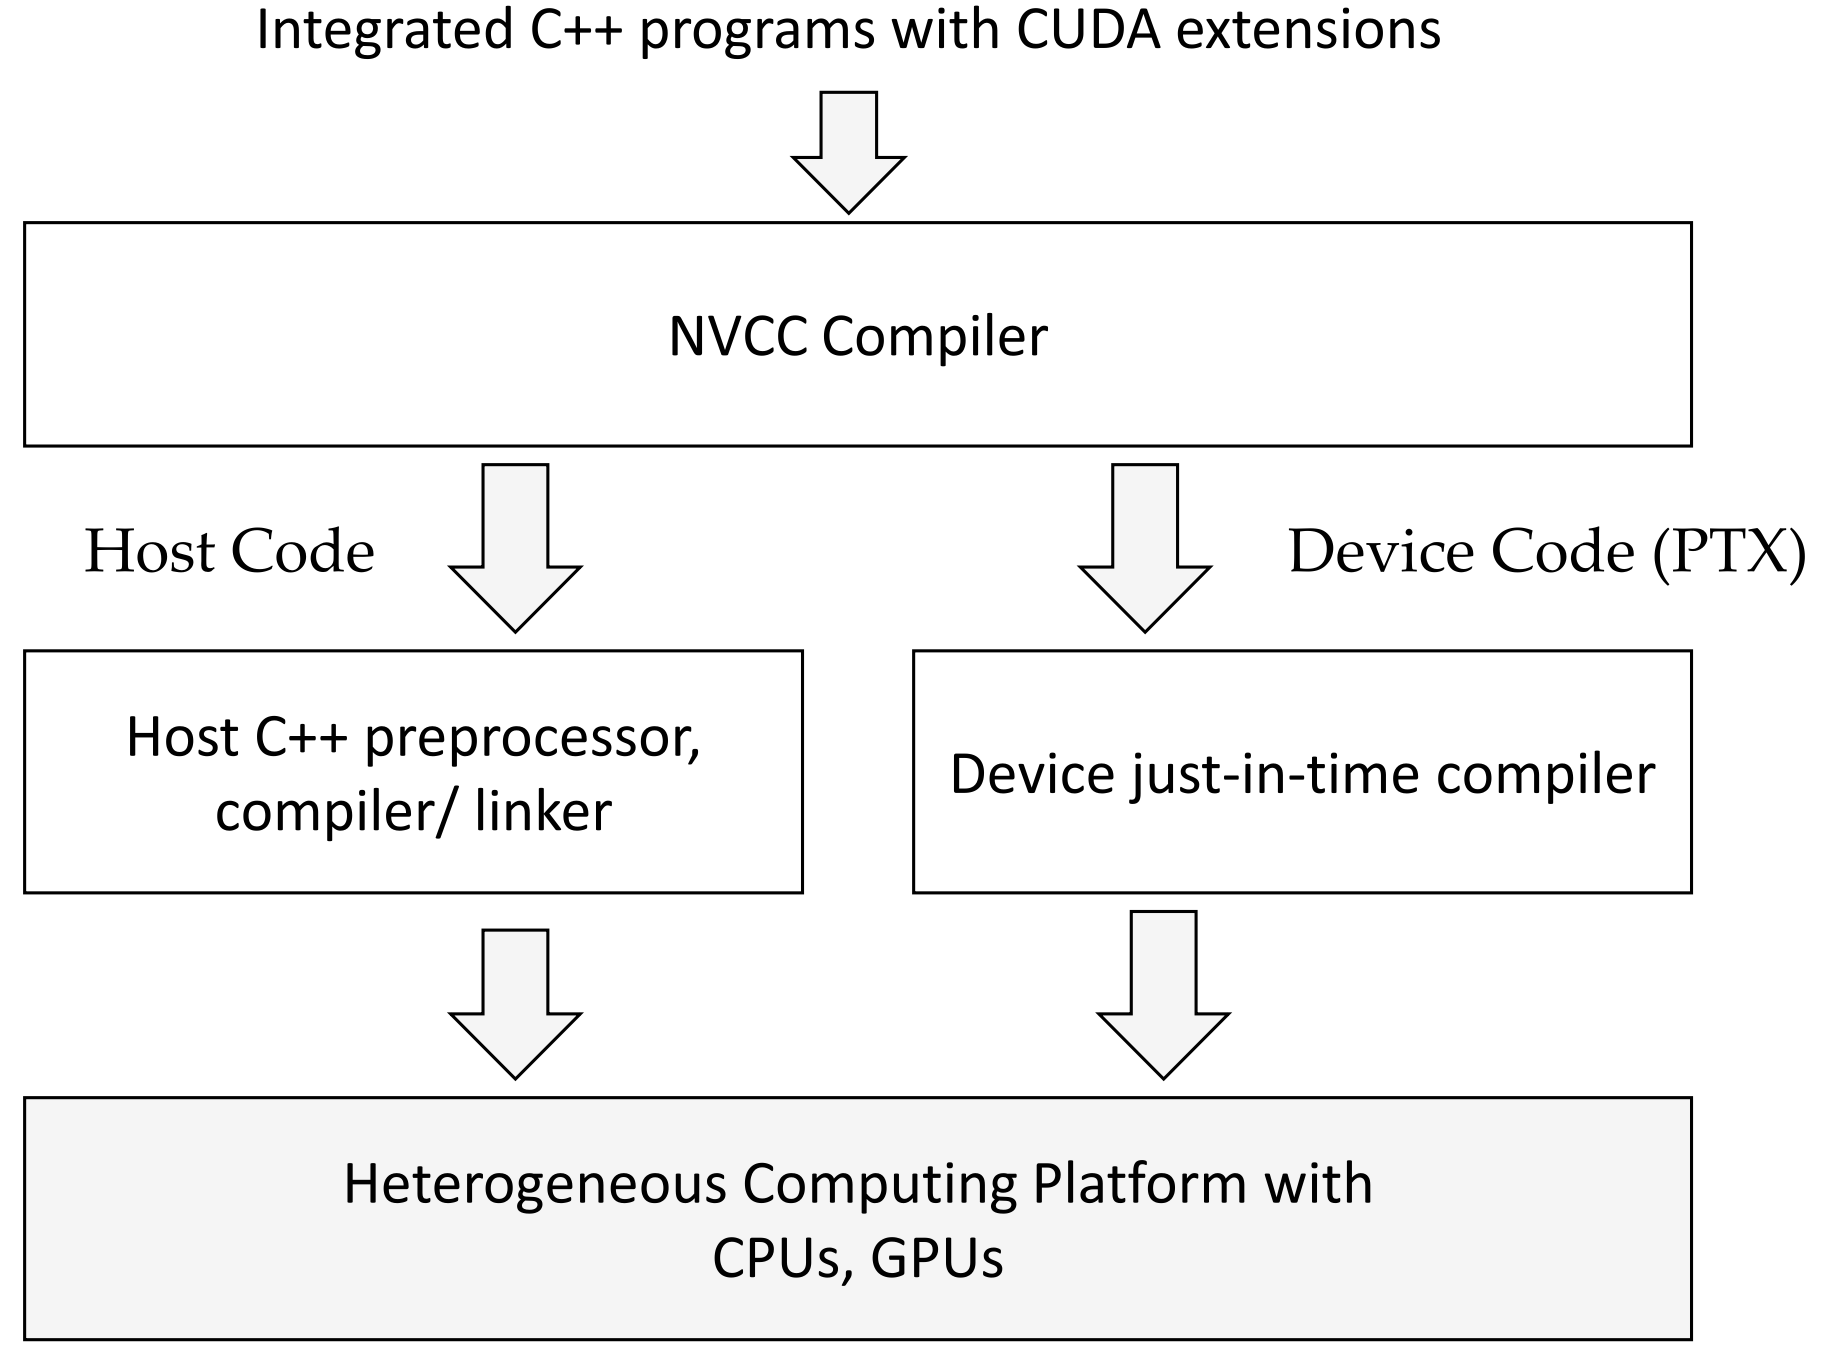 Integrated C++ programs with CUDA extensions
NVCC Compiler
Host Code
Device Code (PTX)
Host C++ preprocessor,
compiler/ linker
Device just-in-time compiler
Heterogeneous Computing Platform with
CPUs, GPUs